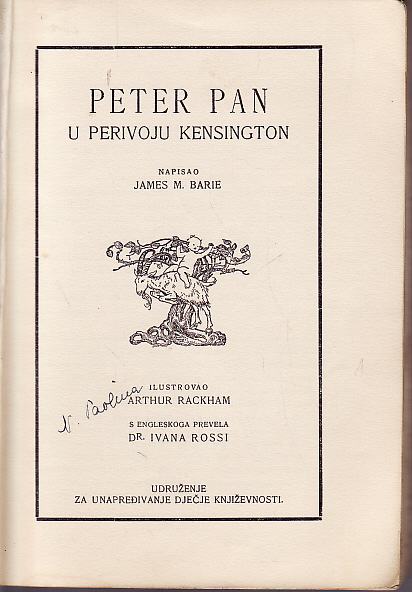 PETER PAN
U PERIVOJU KENSINGTON
NAPISAO
JAMES M. BARIE
ILUSTROVAO
ARTHUR RACKHAM
N. Paolina
S ENGLESKOGA PREVELA
DR. IVANA ROSSI
UDRUŽENJE
ZA UNAPREĐIVANJE DJEČJE KNJIŽEVNOSTI.